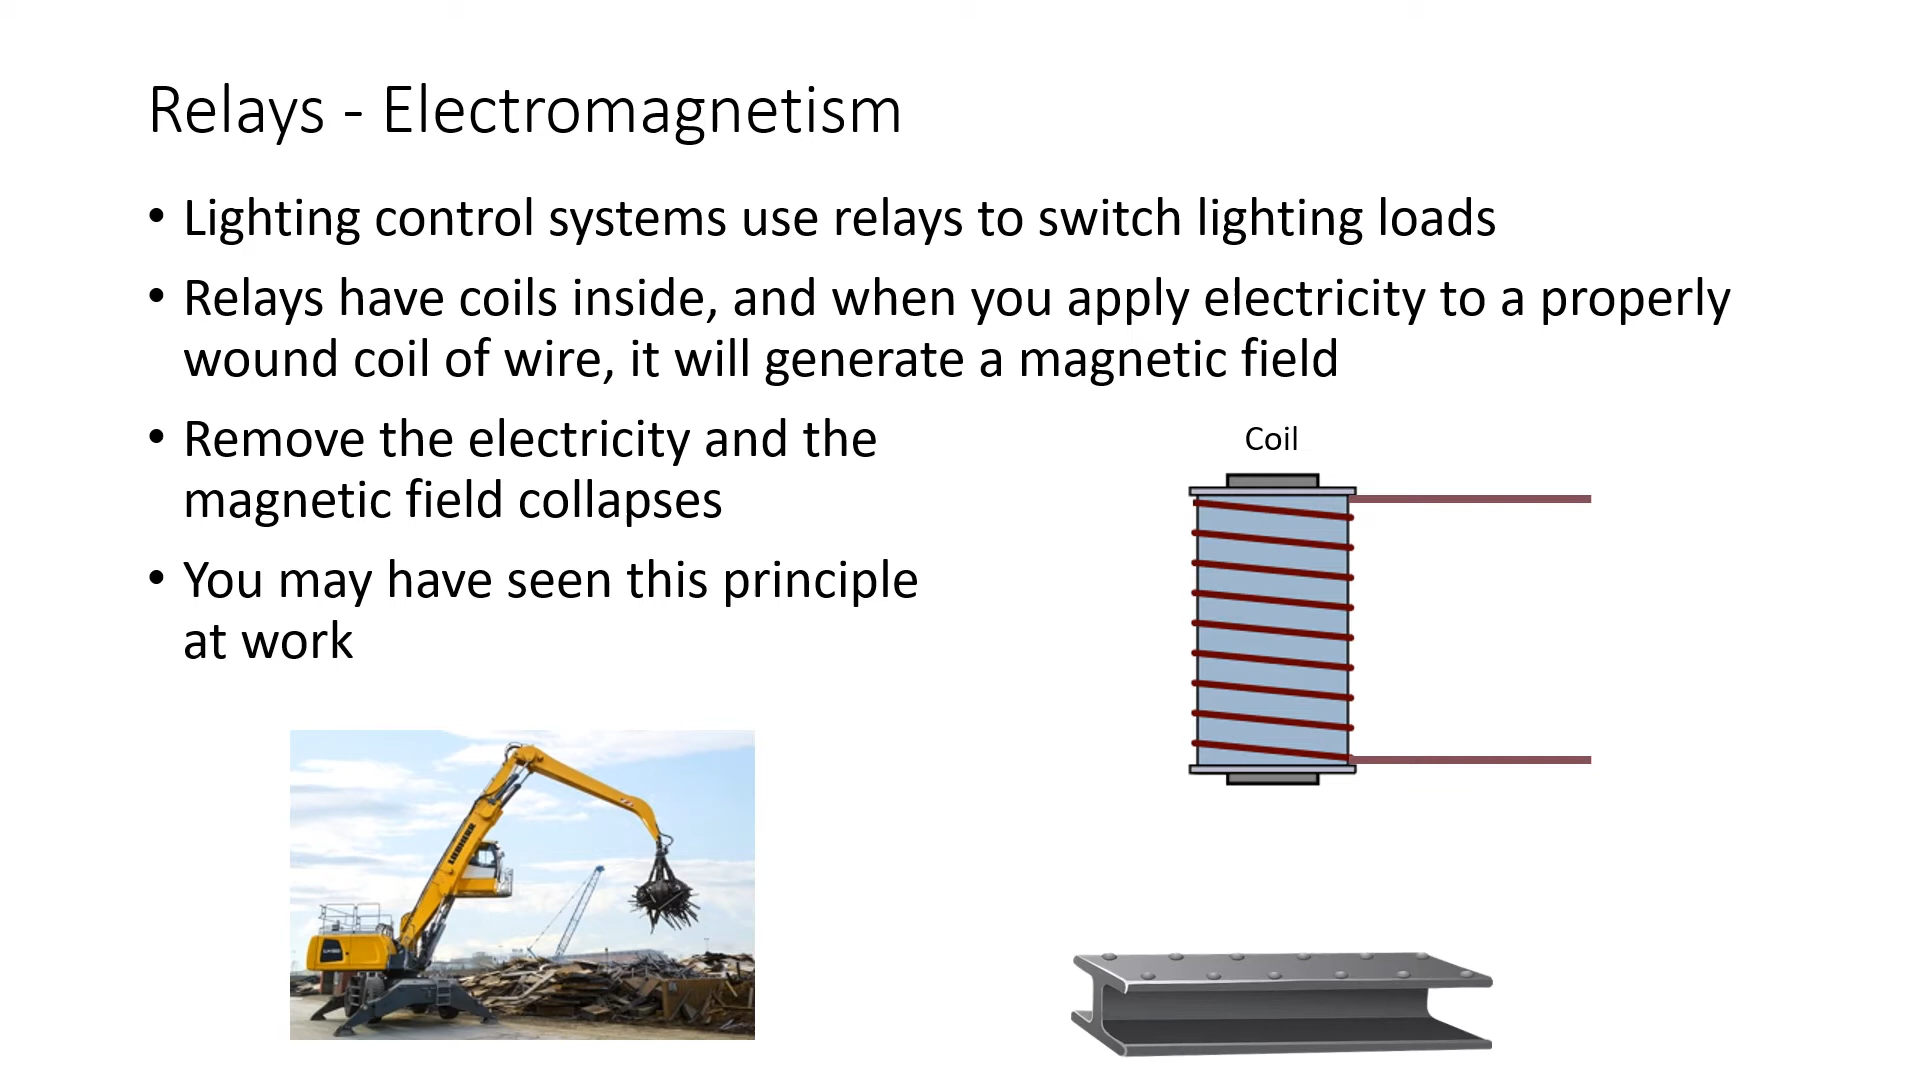 Relays - Electromagnetism
• Lighting control systems use relays to switch lighting loads
• Relays have coils inside, and when you apply electricity to a properly
wound coil of wire, it will generate a magnetic field
• Remove the electricity and the
magnetic field collapses
• You may have seen this principle
at work
Coil
LIEBHERR